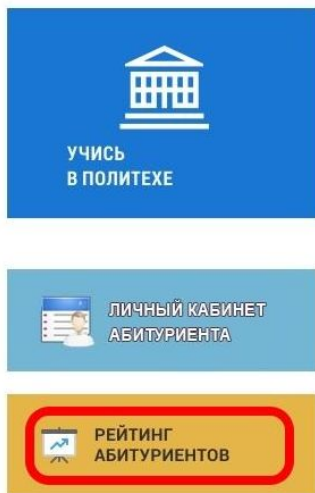 УЧИСЬ
В ПОЛИТЕХЕ
ЛИЧНЫЙ КАБИНЕТ
АБИТУРИЕНТА
РЕЙТИНГ
АБИТУРИЕНТОВ